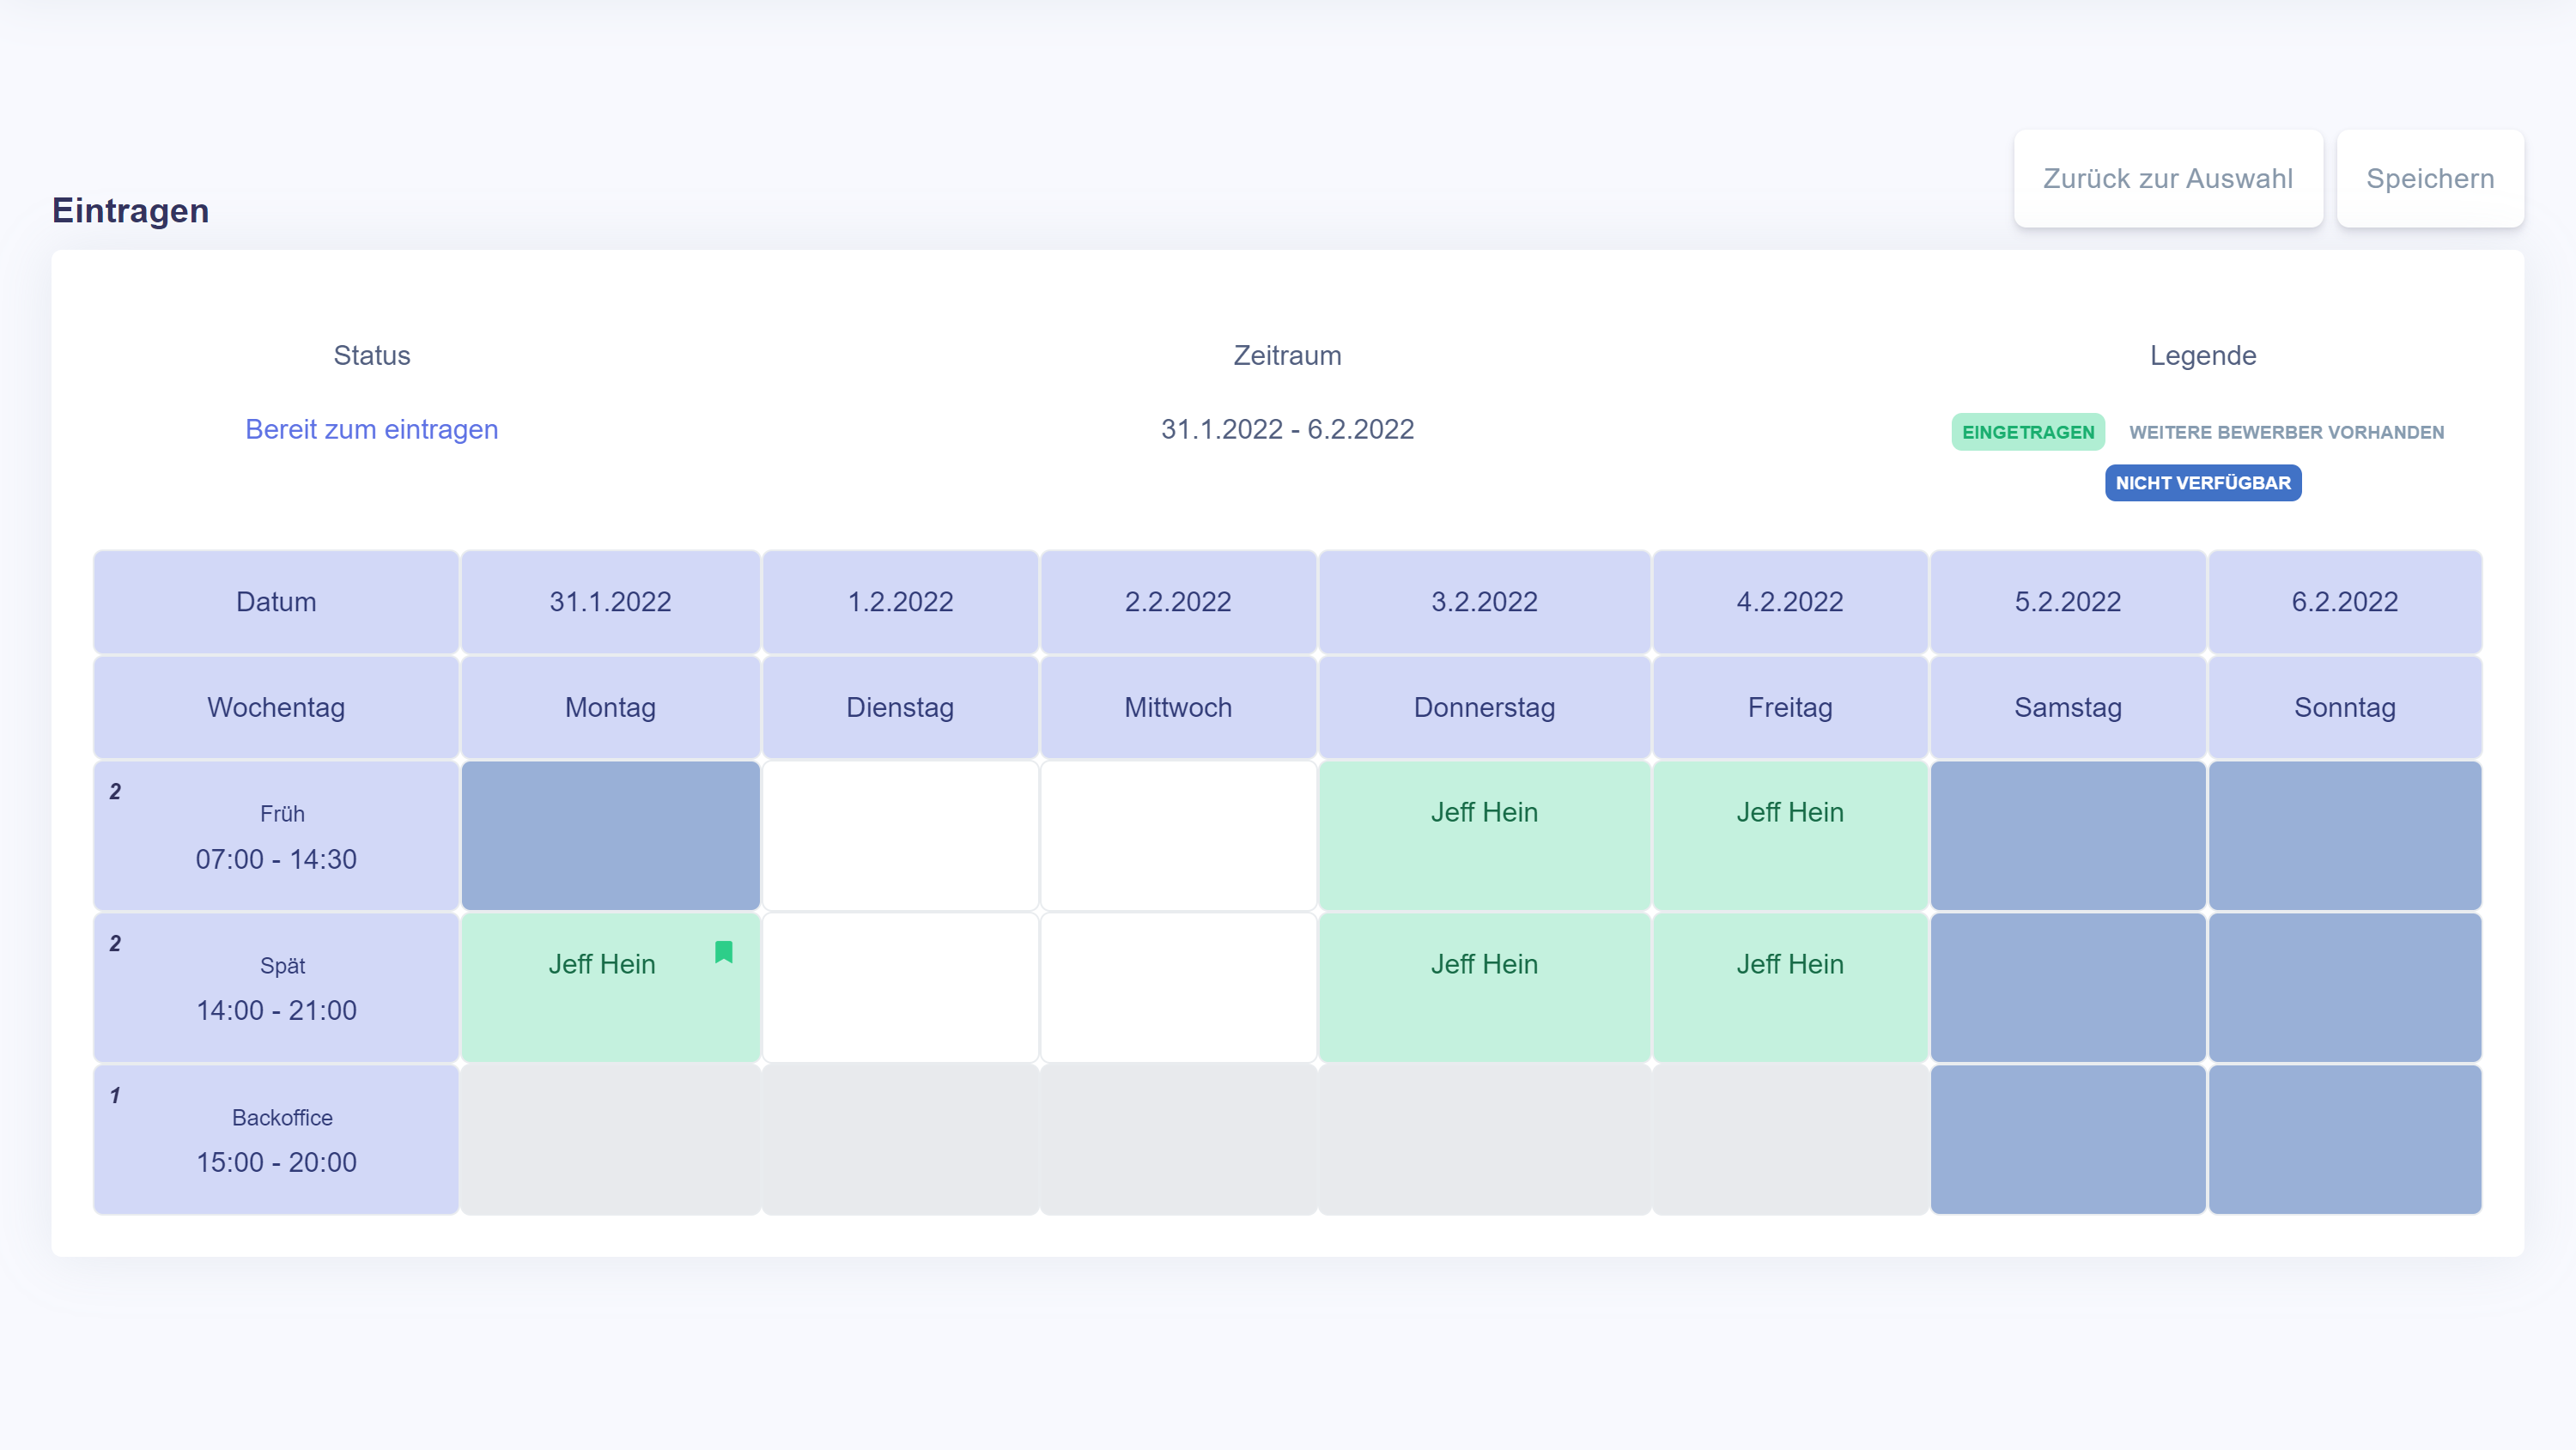 Zurück zur Auswahl Speichern
Eintragen
Status Zeitraum Legende
Bereit zum eintragen 31.1.2022 - 6.2.2022 EINGETRAGEN WEITERE BEWERBER VORHANDEN
NICHT VERFÜGBAR
Datum 31.1.2022 1.2.2022 2.2.2022 3.2.2022 4.2.2022 5.2.2022 6.2.2022
Wochentag Montag Dienstag Mittwoch Donnerstag Freitag Samstag Sonntag
2
Früh Jeff Hein Jeff Hein
07:00 - 14:30
2
Spät Jeff Hein Jeff Hein Jeff Hein
14:00 - 21:00
1
Backoffice
15:00 - 20:00